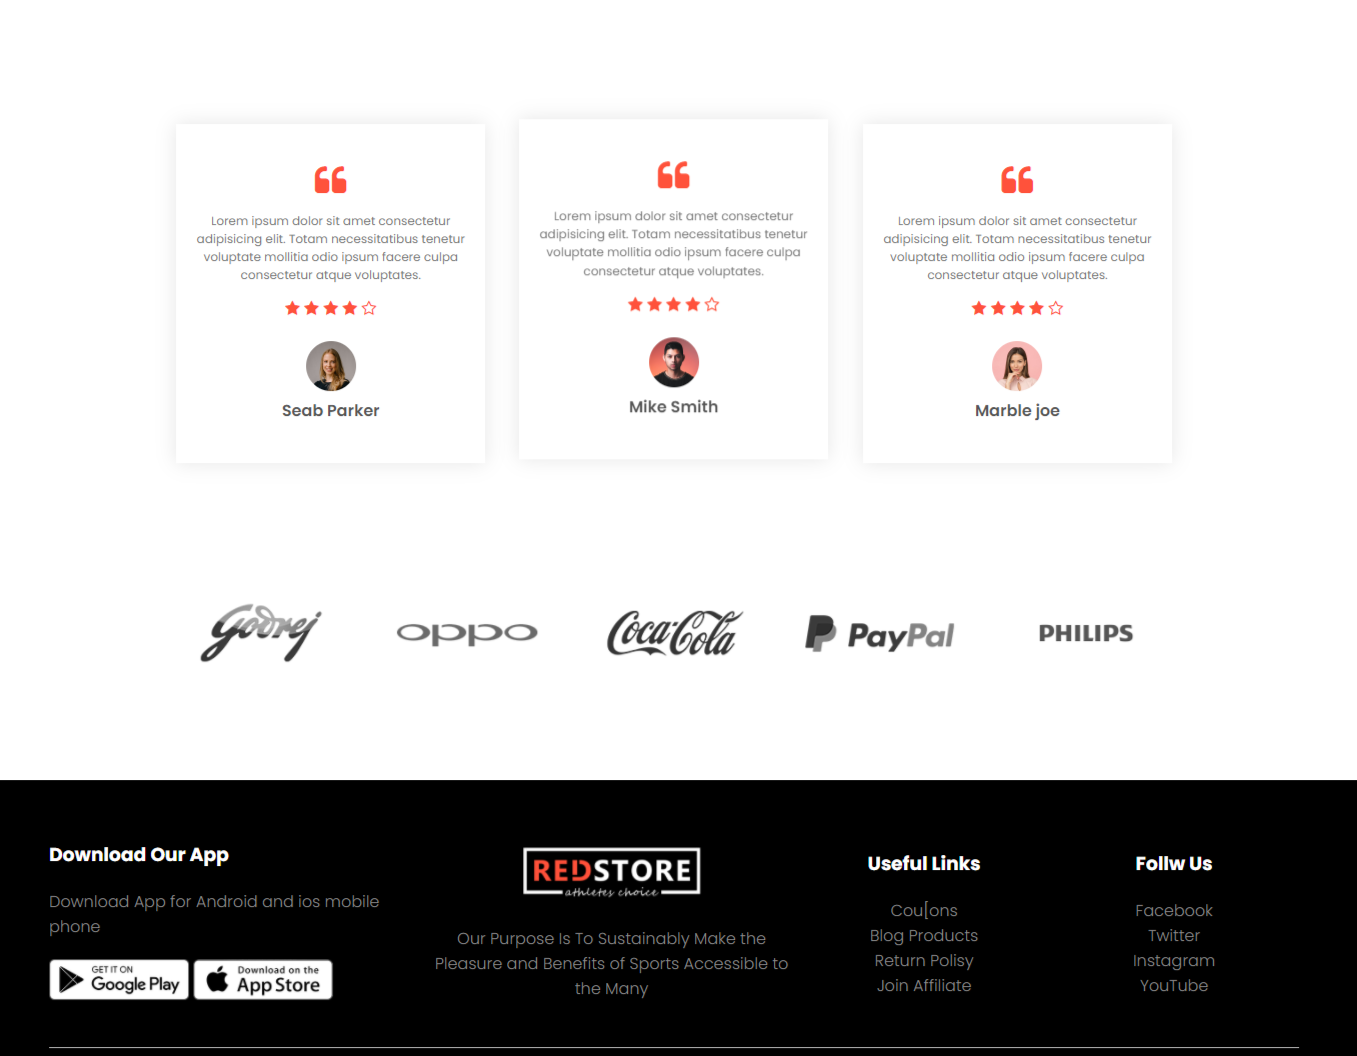 Lorem ipsum dolor sit amet consectetur
adipisicing elit. Totam necessitatibus tenetur
voluptate mollitia odio ipsum facere culpa
consectetur atque voluptates.
Seab Parker
Lorem ipsum dolor sit amet consectetur
adipisicing elit. Totam necessitatibus tenetur
voluptate mollitia odio ipsum facere culpa
consectetur atque voluptates.
Mike Smith
Lorem ipsum dolor sit amet consectetur
adipisicing elit. Totam necessitatibus tenetur
voluptate mollitia odio ipsum facere culpa
consectetur atque voluptates.
Marble joe
Godrej
oppo
Coca-Cola
PayPal
PHILIPS
Download Our App
Download App for Android and ios mobile
phone
GET IT ON
Google Play
Download on the
App Store
REDSTORE
athletes choice
Our Purpose Is To Sustainably Make the
Pleasure and Benefits of Sports Accessible to
the Many
Useful Links
Cou[ons
Blog Products
Return Polisy
Join Affiliate
Follw Us
Facebook
Twitter
Instagram
YouTube